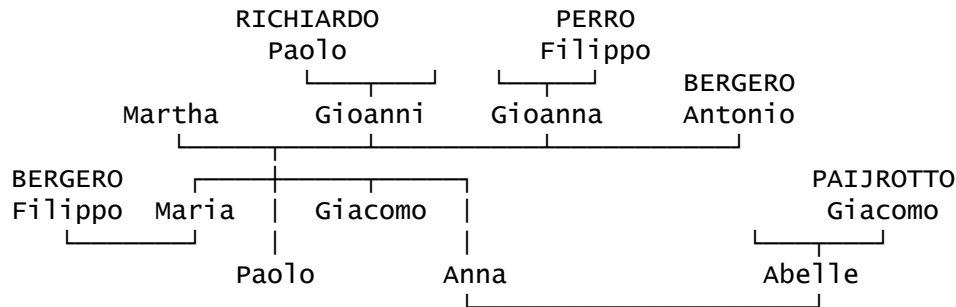 RICHIARDO PERRO
Paolo Filippo
BERGERO
Martha Gioanni Gioanna Antonio
BERGERO PAIJROTTO
Filippo Maria Giacomo Giacomo
Paolo Anna Abelle